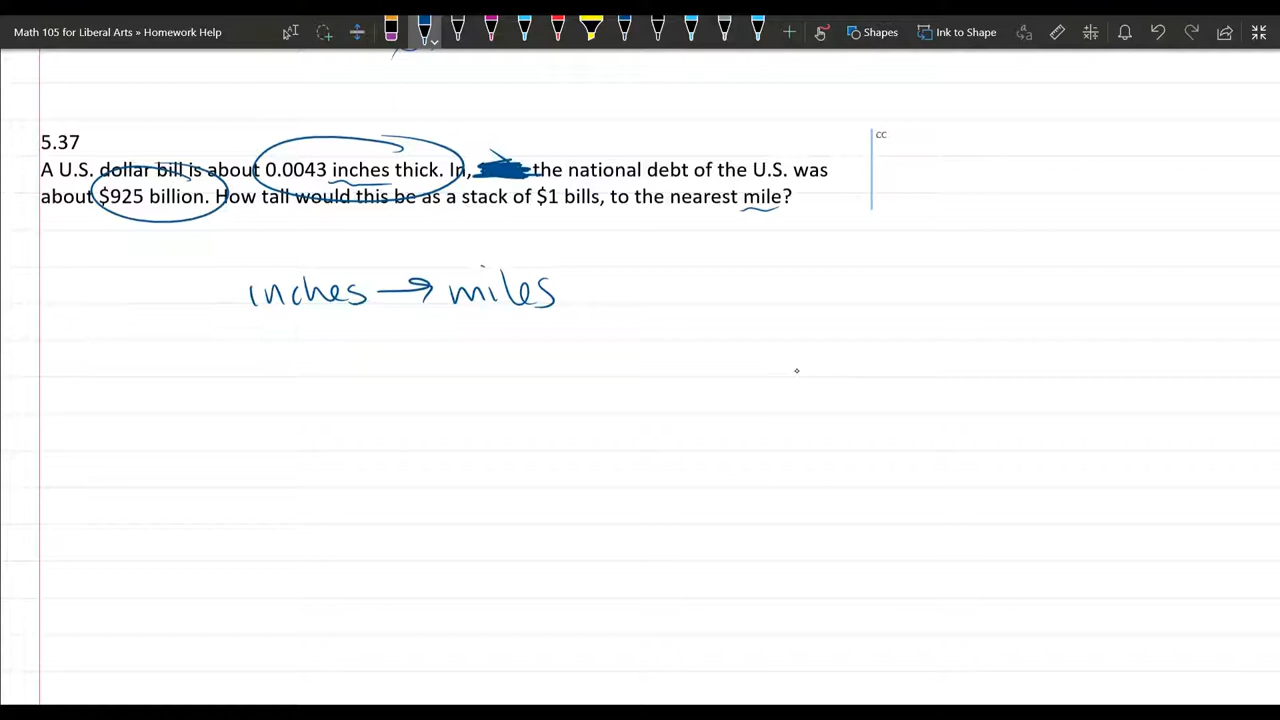 Math 105 for Liberal Arts » Homework Help
Shapes
Ink to Shape
5.37
cc
A U.S. dollar bill is about 0.0043 inches thick. In, the national debt of the U.S. was
about $925 billion. How tall would this be as a stack of $1 bills, to the nearest mile?
inches → miles